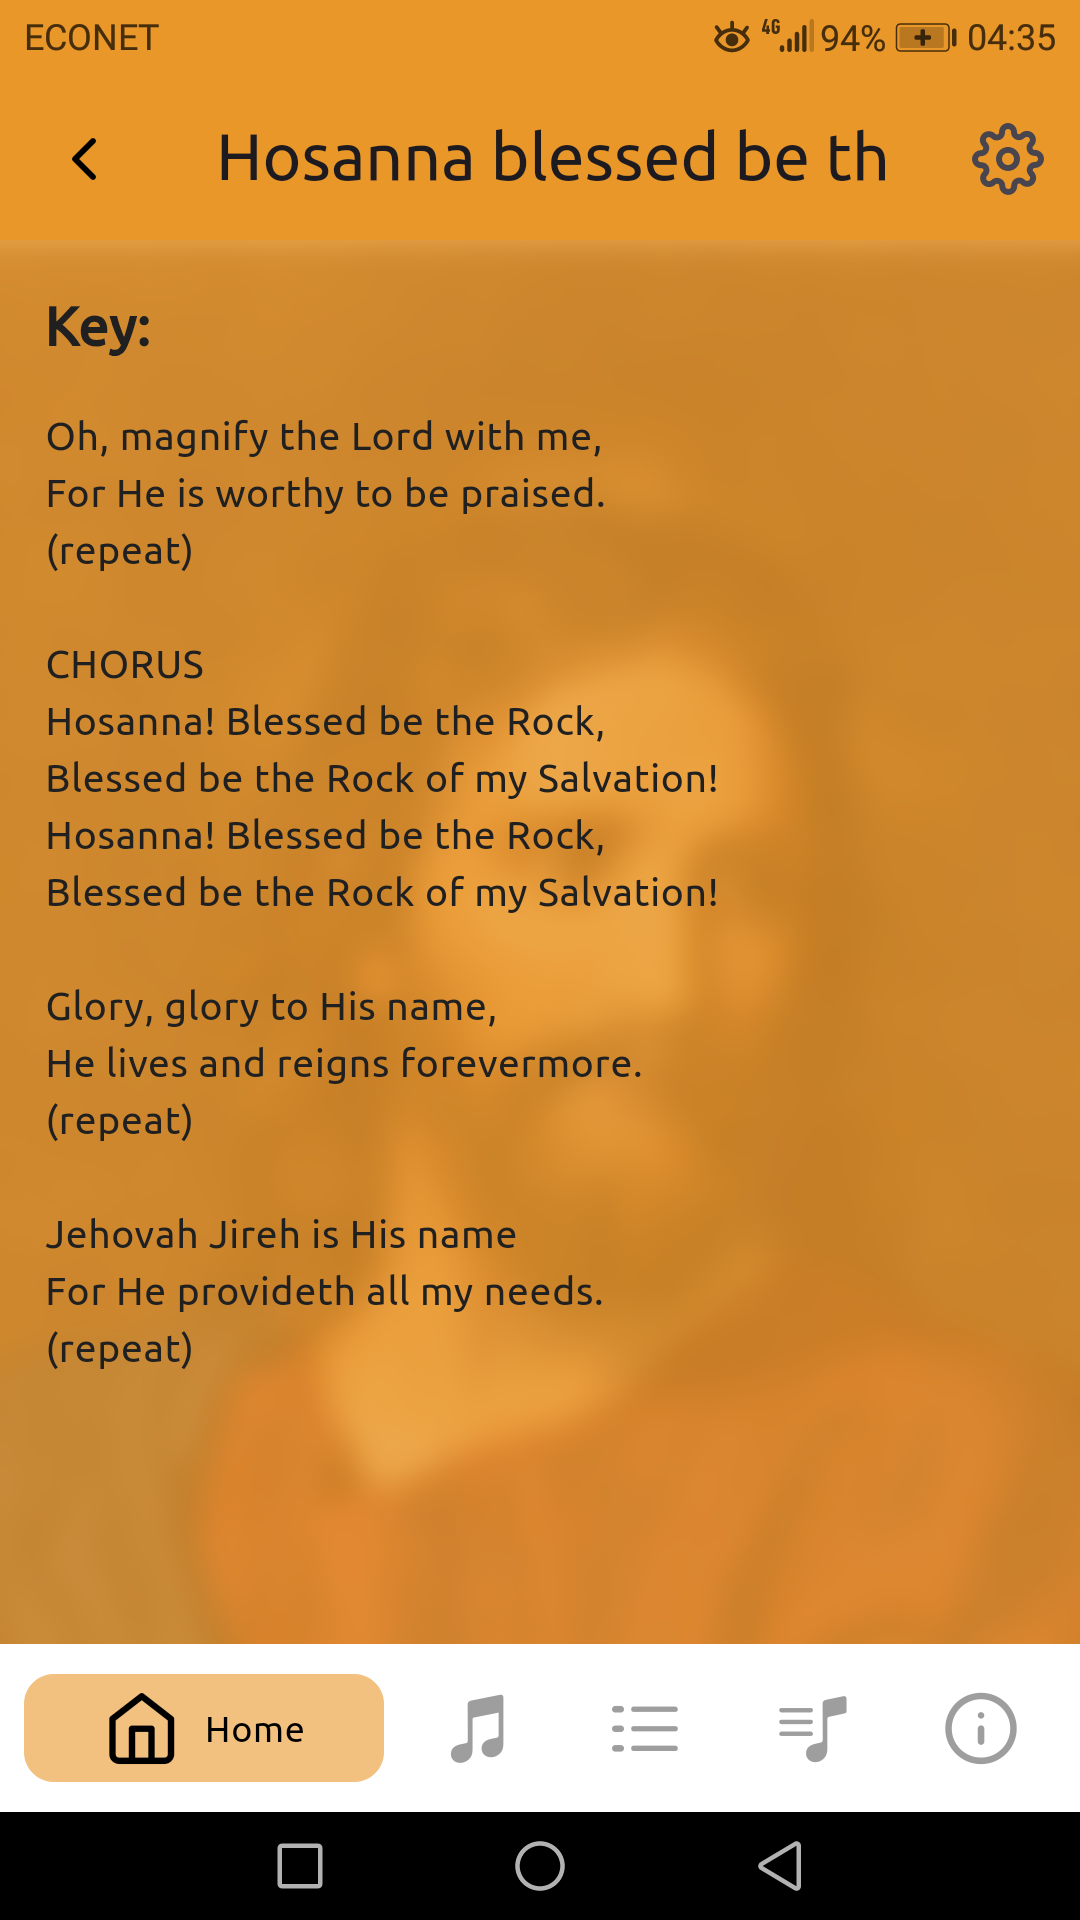 ECONET 4G 94% 04:35
Hosanna blessed be th
Key:
Oh, magnify the Lord with me,
For He is worthy to be praised.
(repeat)
CHORUS
Hosanna! Blessed be the Rock,
Blessed be the Rock of my Salvation!
Hosanna! Blessed be the Rock,
Blessed be the Rock of my Salvation!
Glory, glory to His name,
He lives and reigns forevermore.
(repeat)
Jehovah Jireh is His name
For He provideth all my needs.
(repeat)
Home